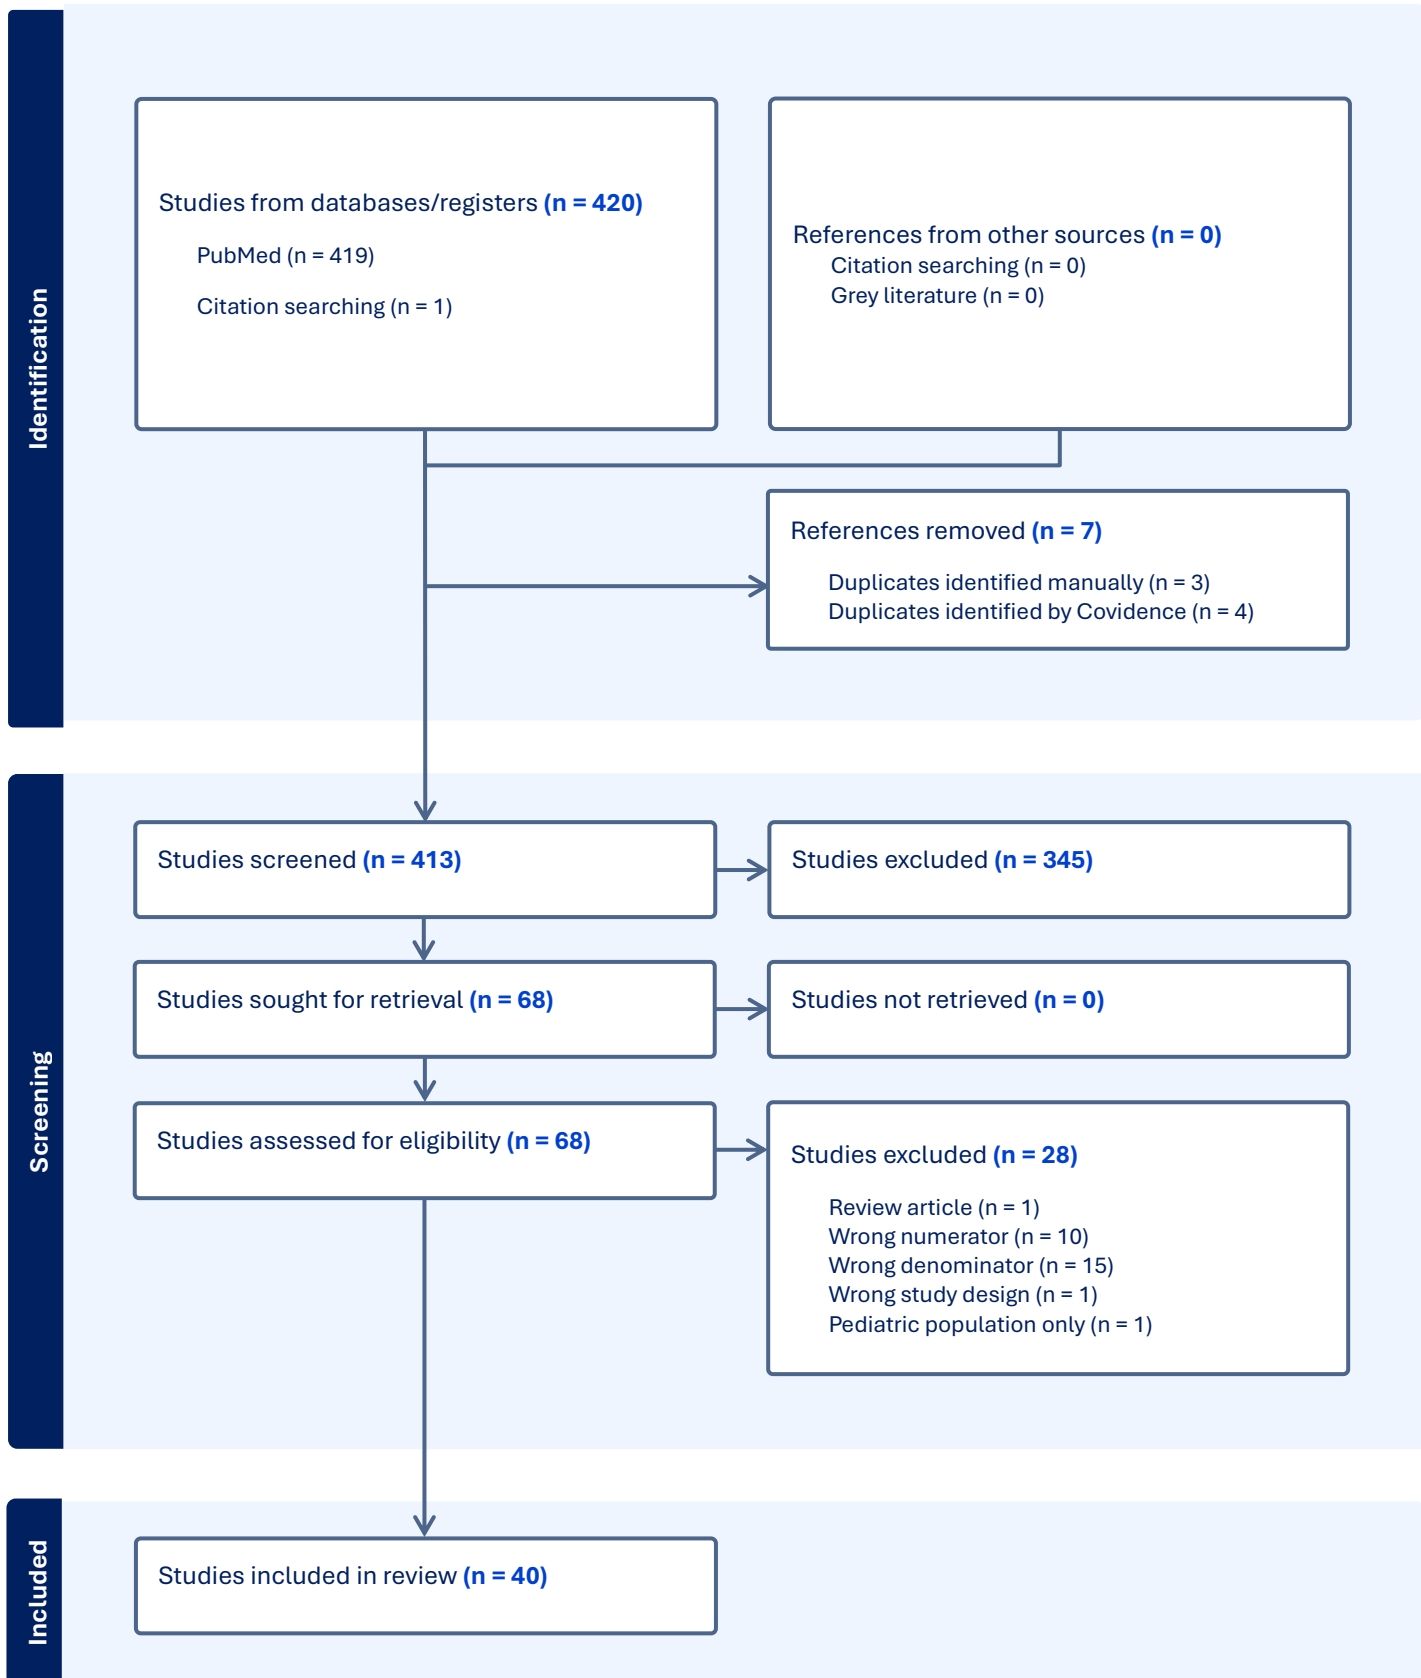 Identification
Studies from databases/registers (n = 420)
PubMed (n = 419)
Citation searching (n = 1)
References from other sources (n = 0)
Citation searching (n = 0)
Grey literature (n = 0)
References removed (n = 7)
Duplicates identified manually (n = 3)
Duplicates identified by Covidence (n = 4)
Screening
Studies screened (n = 413)
Studies excluded (n = 345)
Studies sought for retrieval (n = 68)
Studies not retrieved (n = 0)
Studies assessed for eligibility (n = 68)
Studies excluded (n = 28)
Review article (n = 1)
Wrong numerator (n = 10)
Wrong denominator (n = 15)
Wrong study design (n = 1)
Pediatric population only (n = 1)
Included
Studies included in review (n = 40)